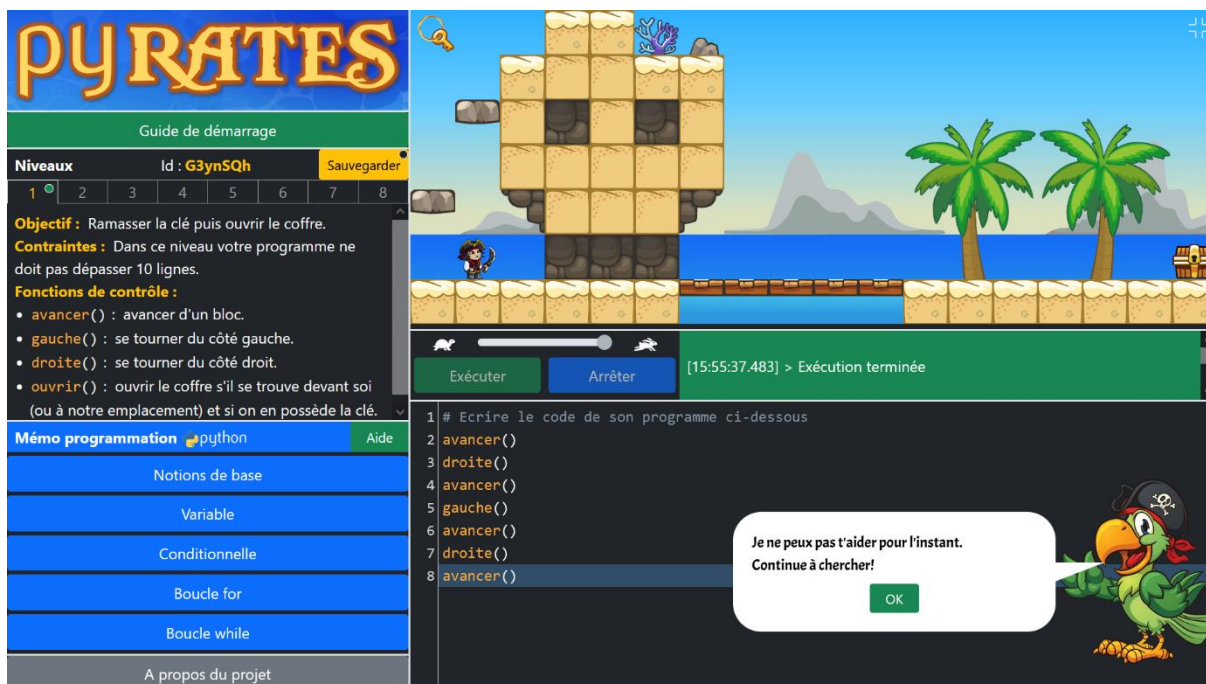 pyRATES
Guide de démarrage
Niveaux Id : G3ynSQh Sauvegarder
1 2 3 4 5 6 7 8
Objectif : Ramasser la clé puis ouvrir le coffre.
Contraintes : Dans ce niveau votre programme ne
doit pas dépasser 10 lignes.
Fonctions de contrôle :
• avancer() : avancer d'un bloc.
• gauche() : se tourner du côté gauche.
• droite() : se tourner du côté droit.
• ouvrir() : ouvrir le coffre s'il se trouve devant soi
(ou à notre emplacement) et si on en possède la clé.
Mémo programmation python Aide
Notions de base
Variable
Conditionnelle
Boucle for
Boucle while
A propos du projet
Exécuter Arrêter
[15:55:37.483] > Exécution terminée
1 # Ecrire le code de son programme ci-dessous
2 avancer()
3 droite()
4 avancer()
5 gauche()
6 avancer()
7 droite()
8 avancer()
Je ne peux pas t'aider pour l'instant.
Continue à chercher!
OK